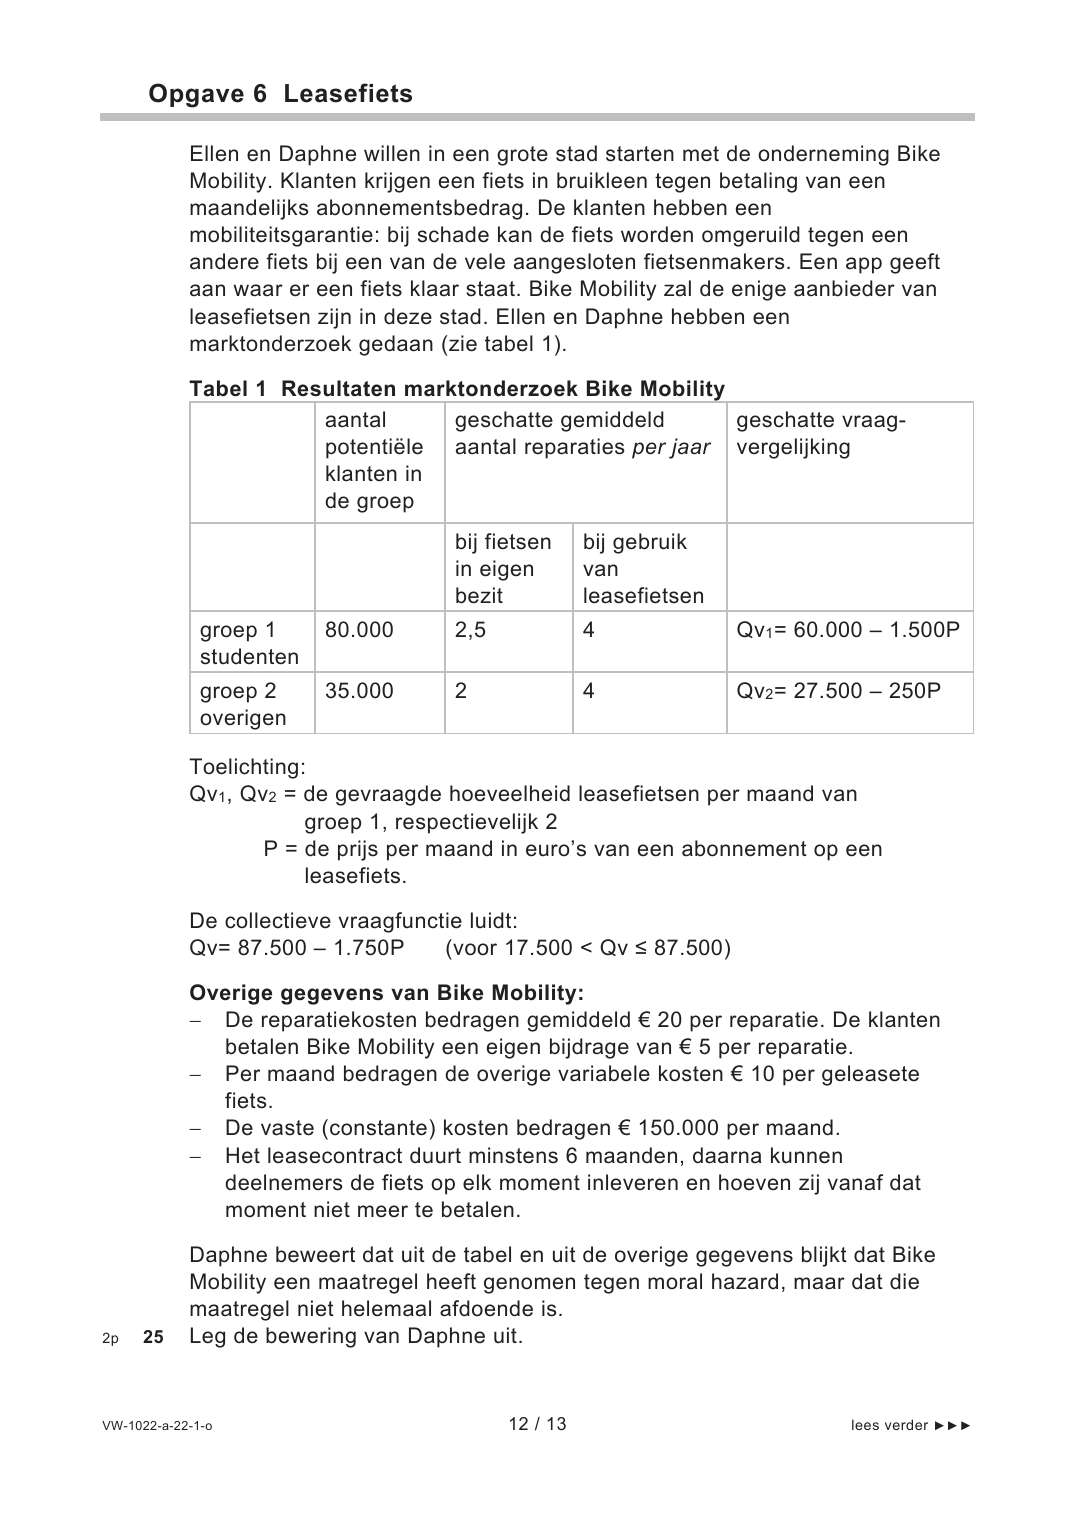 Opgave 6  Leasefiets
Ellen en Daphne willen in een grote stad starten met de onderneming Bike
Mobility. Klanten krijgen een fiets in bruikleen tegen betaling van een
maandelijks abonnementsbedrag. De klanten hebben een
mobiliteitsgarantie: bij schade kan de fiets worden omgeruild tegen een
andere fiets bij een van de vele aangesloten fietsenmakers. Een app geeft
aan waar er een fiets klaar staat. Bike Mobility zal de enige aanbieder van
leasefietsen zijn in deze stad. Ellen en Daphne hebben een
marktonderzoek gedaan (zie tabel 1).
Tabel 1  Resultaten marktonderzoek Bike Mobility
aantal potentiële klanten in de groep
geschatte gemiddeld aantal reparaties per jaar
geschatte vraag-vergelijking
bij fietsen in eigen bezit
bij gebruik van leasefietsen
groep 1 studenten 80.000 2,5 4 Qv1= 60.000 – 1.500P
groep 2 overigen 35.000 2 4 Qv2= 27.500 – 250P
Toelichting:
Qv1, Qv2 = de gevraagde hoeveelheid leasefietsen per maand van
groep 1, respectievelijk 2
P = de prijs per maand in euro's van een abonnement op een
leasefiets.
De collectieve vraagfunctie luidt:
Qv= 87.500 – 1.750P (voor 17.500 < Qv ≤ 87.500)
Overige gegevens van Bike Mobility:
– De reparatiekosten bedragen gemiddeld € 20 per reparatie. De klanten
betalen Bike Mobility een eigen bijdrage van € 5 per reparatie.
– Per maand bedragen de overige variabele kosten € 10 per geleasete
fiets.
– De vaste (constante) kosten bedragen € 150.000 per maand.
– Het leasecontract duurt minstens 6 maanden, daarna kunnen
deelnemers de fiets op elk moment inleveren en hoeven zij vanaf dat
moment niet meer te betalen.
Daphne beweert dat uit de tabel en uit de overige gegevens blijkt dat Bike
Mobility een maatregel heeft genomen tegen moral hazard, maar dat die
maatregel niet helemaal afdoende is.
2p 25 Leg de bewering van Daphne uit.
VW-1022-a-22-1-o 12 / 13 lees verder ►►►